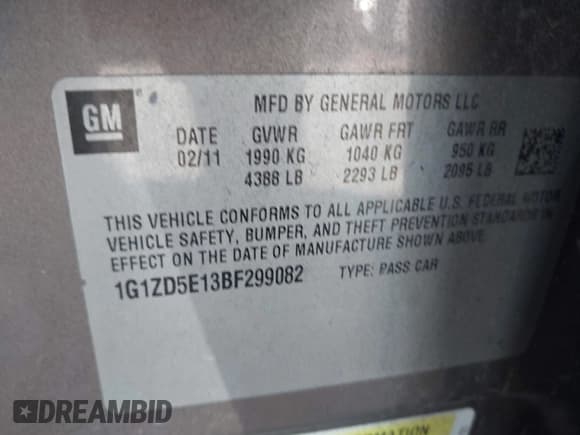 GM
MFD BY GENERAL MOTORS LLC
DATE GVWR GAWR FRT GAWR RR
02/11 1990 KG 1040 KG 950 KG
4388 LB 2293 LB 2095 LB
THIS VEHICLE CONFORMS TO ALL APPLICABLE U.S. FEDERAL MOTOR
VEHICLE SAFETY, BUMPER, AND THEFT PREVENTION STANDARDS IN
EFFECT ON THE DATE OF MANUFACTURE SHOWN ABOVE.
1G1ZD5E13BF299082 TYPE: PASS CAR
DREAMBID